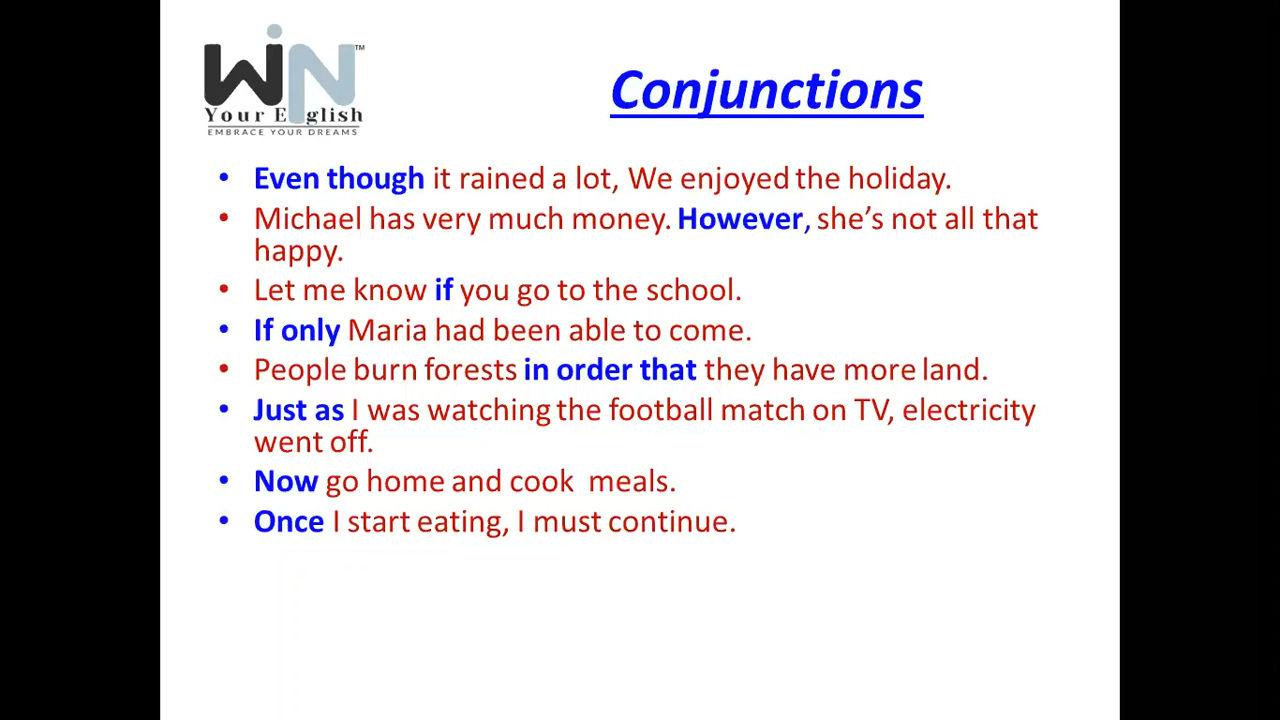 WiN™
Your English
EMBRACE YOUR DREAMS
Conjunctions
• Even though it rained a lot, We enjoyed the holiday.
• Michael has very much money. However, she’s not all that
happy.
• Let me know if you go to the school.
• If only Maria had been able to come.
• People burn forests in order that they have more land.
• Just as I was watching the football match on TV, electricity
went off.
• Now go home and cook  meals.
• Once I start eating, I must continue.